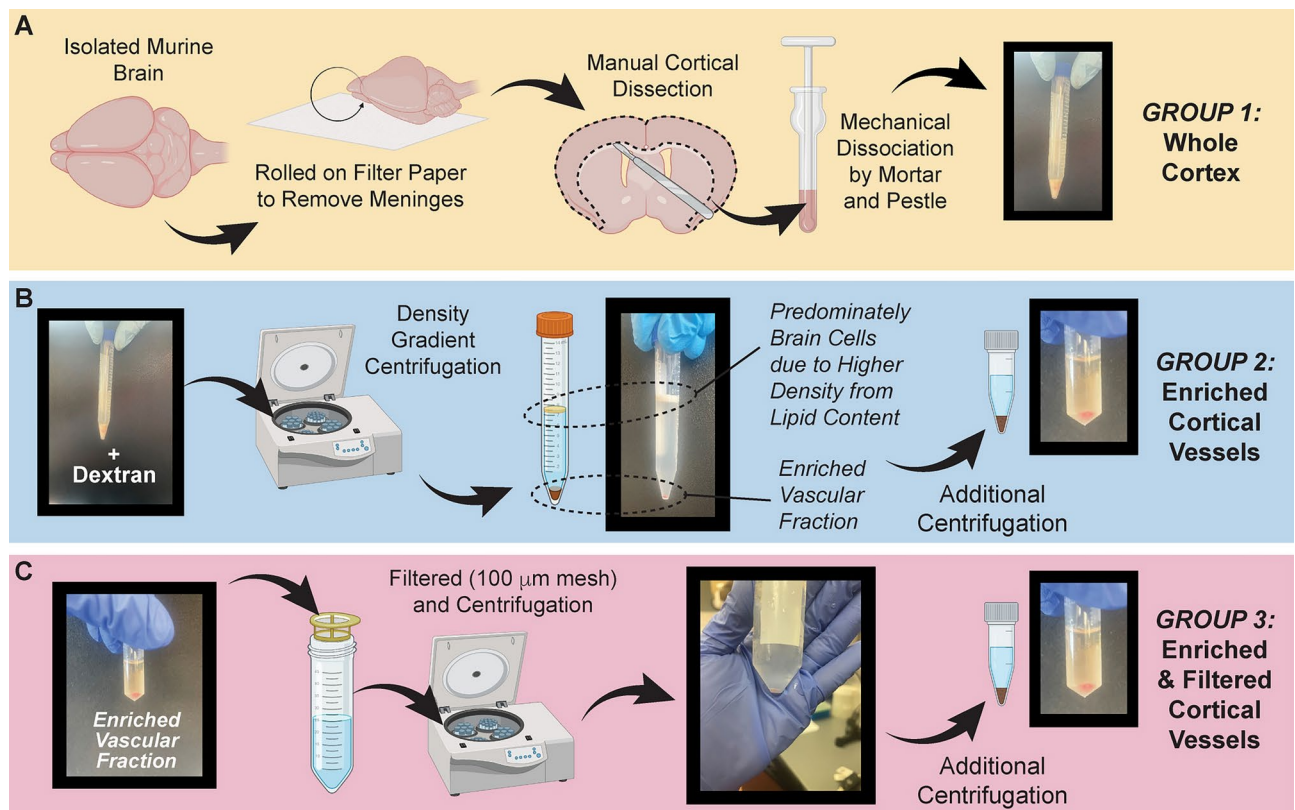 A
Isolated Murine
Brain
Rolled on Filter Paper
to Remove Meninges
Manual Cortical
Dissection
Mechanical
Dissociation
by Mortar
and Pestle
GROUP 1:
Whole
Cortex
B
+
Dextran
Density
Gradient
Centrifugation
Predominately
Brain Cells
due to Higher
Density from
Lipid Content
Enriched
Vascular
Fraction
Additional
Centrifugation
GROUP 2:
Enriched
Cortical
Vessels
C
Enriched
Vascular
Fraction
Filtered (100 μm mesh)
and Centrifugation
Additional
Centrifugation
GROUP 3:
Enriched
& Filtered
Cortical
Vessels